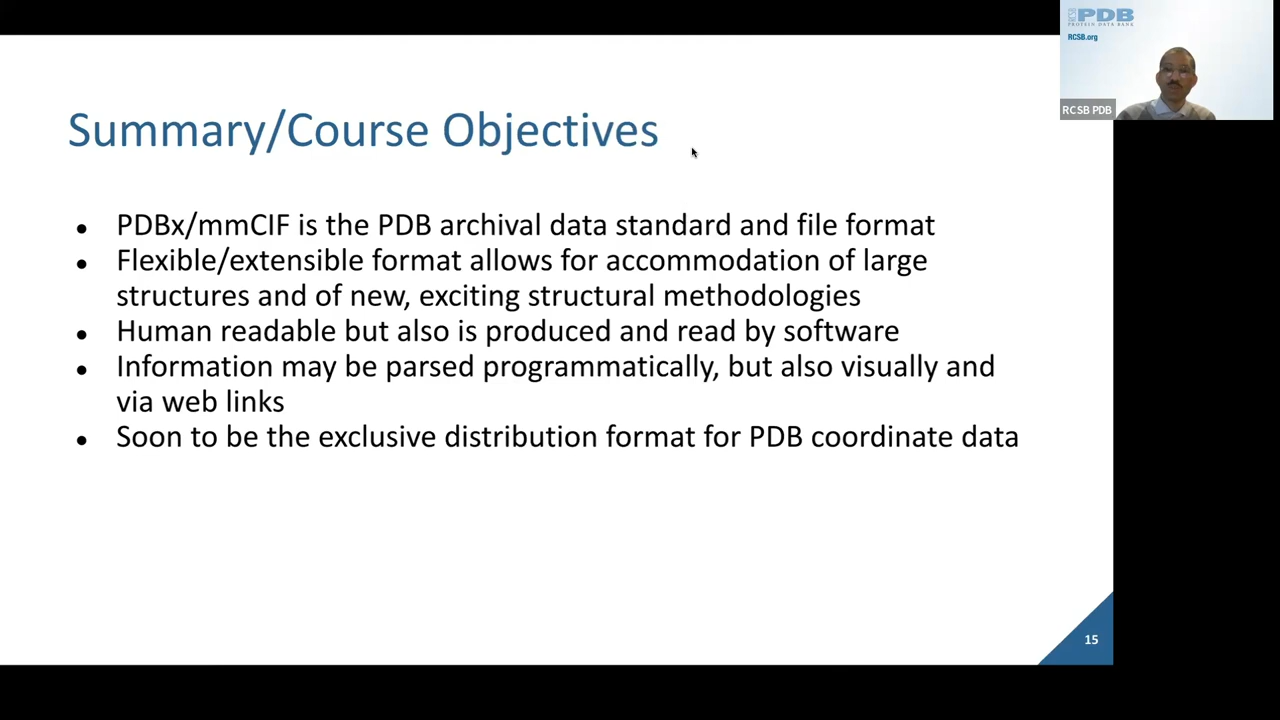 PDB
PROTEIN DATA BANK
RCSB.org
RCSB PDB
Summary/Course Objectives
• PDBx/mmCIF is the PDB archival data standard and file format
• Flexible/extensible format allows for accommodation of large
structures and of new, exciting structural methodologies
• Human readable but also is produced and read by software
• Information may be parsed programmatically, but also visually and
via web links
• Soon to be the exclusive distribution format for PDB coordinate data
15